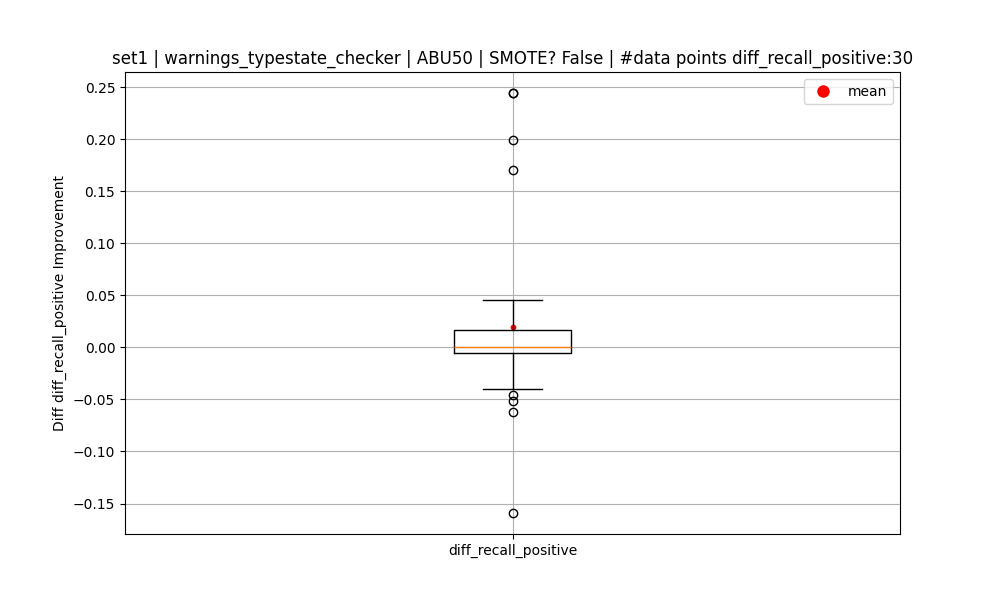 set1 | warnings_typestate_checker | ABU50 | SMOTE? False | #data points diff_recall_positive:30
mean
0.25
0.20
0.15
0.10
0.05
0.00
−0.05
−0.10
−0.15
Diff diff_recall_positive Improvement
diff_recall_positive